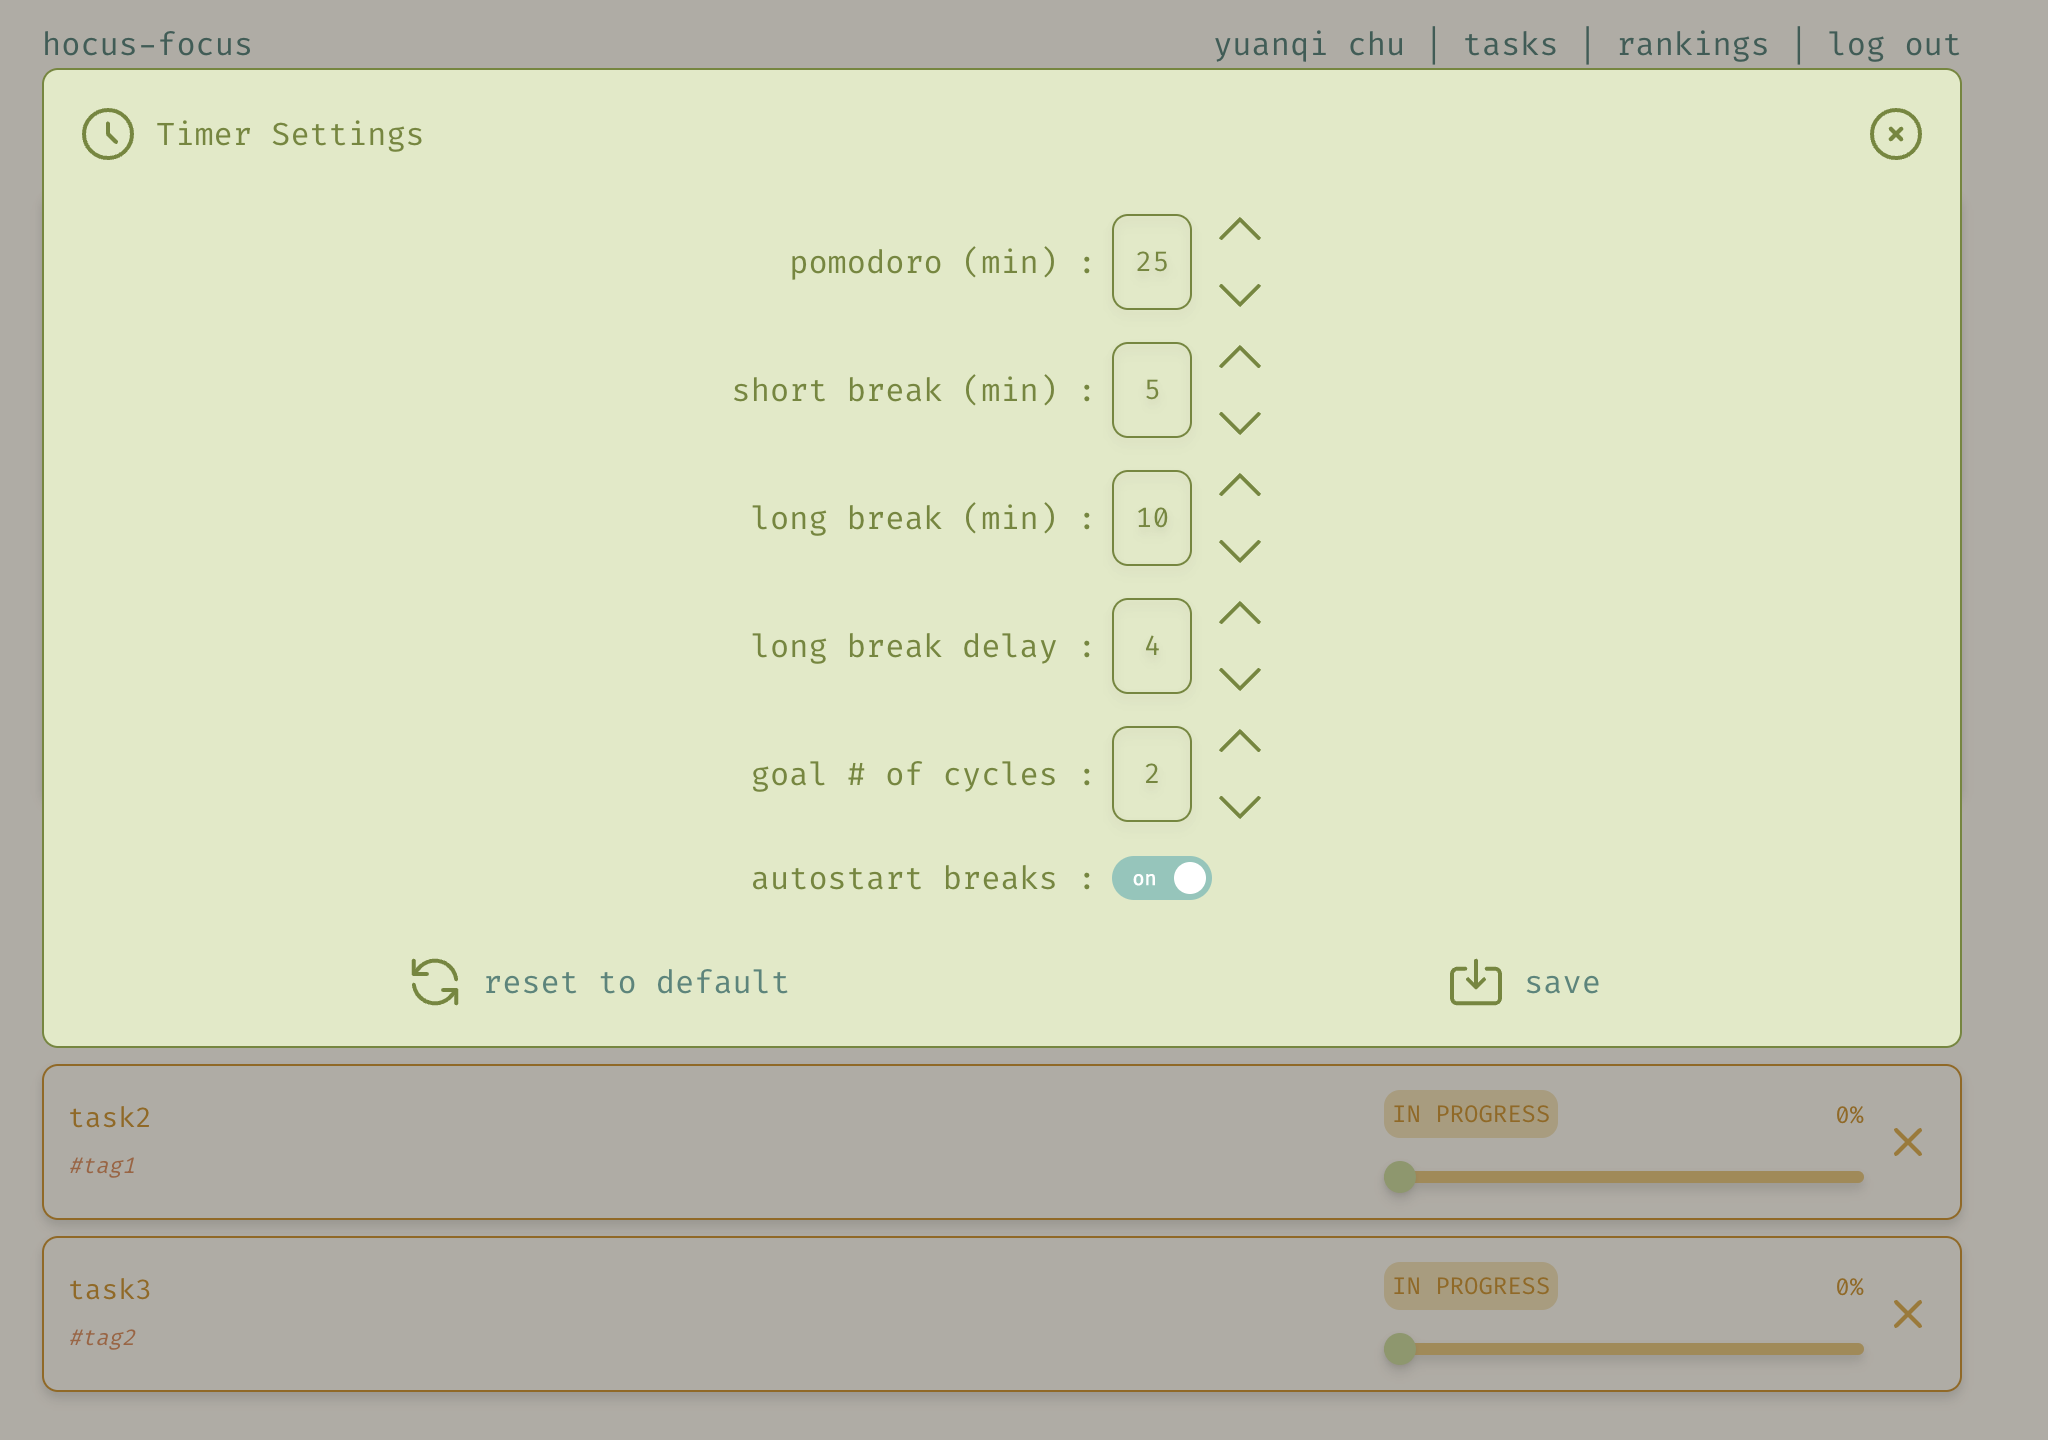 hocus-focus
yuanqi chu | tasks | rankings | log out
Timer Settings
pomodoro (min) : 25
short break (min) : 5
long break (min) : 10
long break delay : 4
goal # of cycles : 2
autostart breaks : on
reset to default
save
task2
IN PROGRESS
0%
#tag1
task3
IN PROGRESS
0%
#tag2